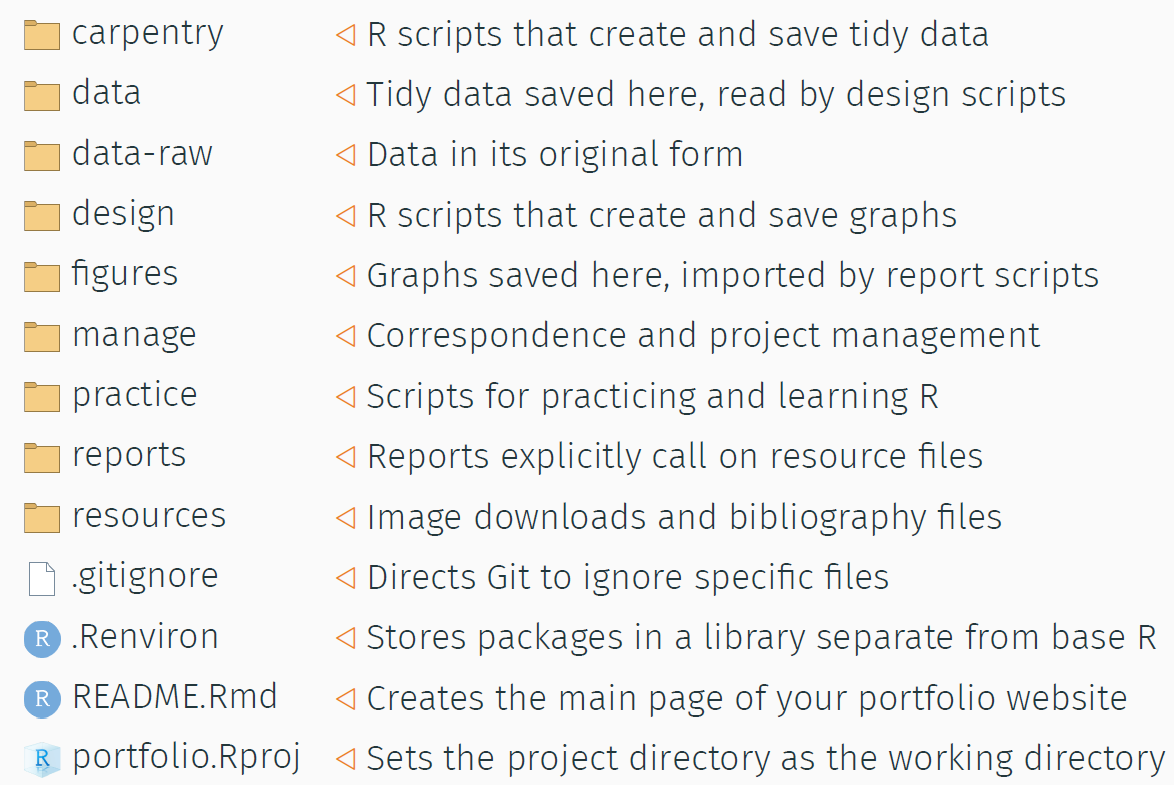 carpentry ◁ R scripts that create and save tidy data
data ◁ Tidy data saved here, read by design scripts
data-raw ◁ Data in its original form
design ◁ R scripts that create and save graphs
figures ◁ Graphs saved here, imported by report scripts
manage ◁ Correspondence and project management
practice ◁ Scripts for practicing and learning R
reports ◁ Reports explicitly call on resource files
resources ◁ Image downloads and bibliography files
.gitignore ◁ Directs Git to ignore specific files
R .Renviron ◁ Stores packages in a library separate from base R
R README.Rmd ◁ Creates the main page of your portfolio website
R portfolio.Rproj ◁ Sets the project directory as the working directory